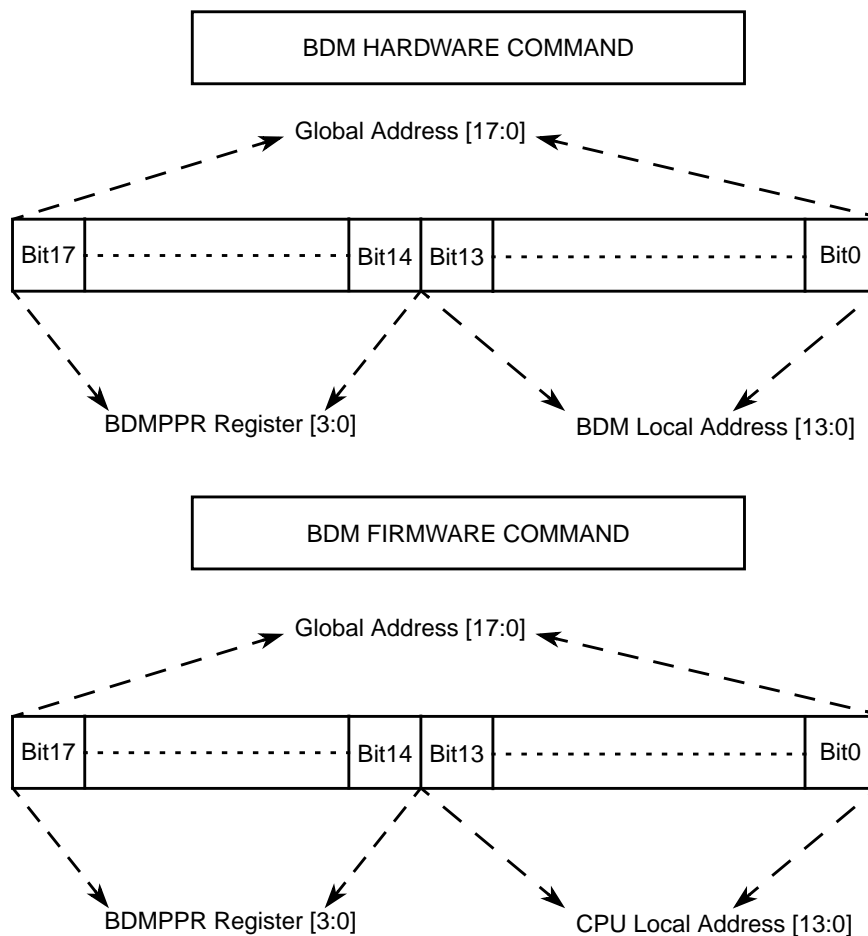 BDM HARDWARE COMMAND
Global Address [17:0]
Bit17 Bit14 Bit13 Bit0
BDMPPR Register [3:0] BDM Local Address [13:0]
BDM FIRMWARE COMMAND
Global Address [17:0]
Bit17 Bit14 Bit13 Bit0
BDMPPR Register [3:0] CPU Local Address [13:0]